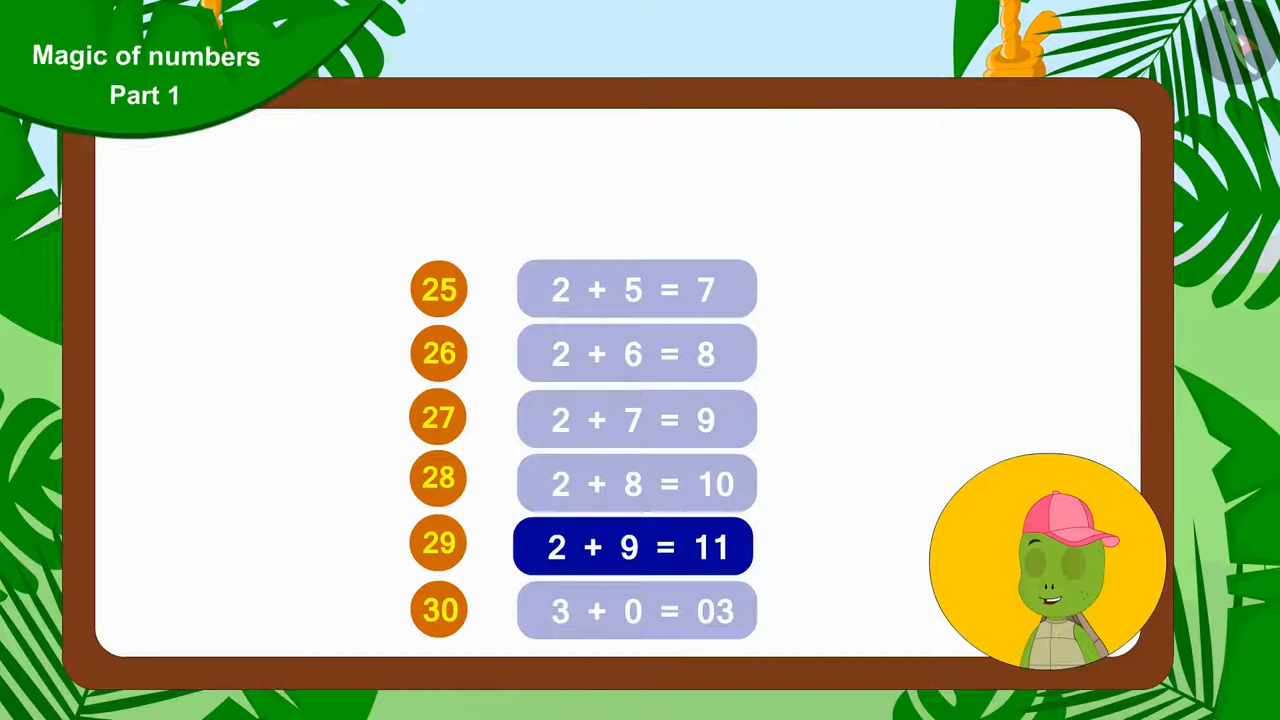 Magic of numbers
Part 1
25 2 + 5 = 7
26 2 + 6 = 8
27 2 + 7 = 9
28 2 + 8 = 10
29 2 + 9 = 11
30 3 + 0 = 03